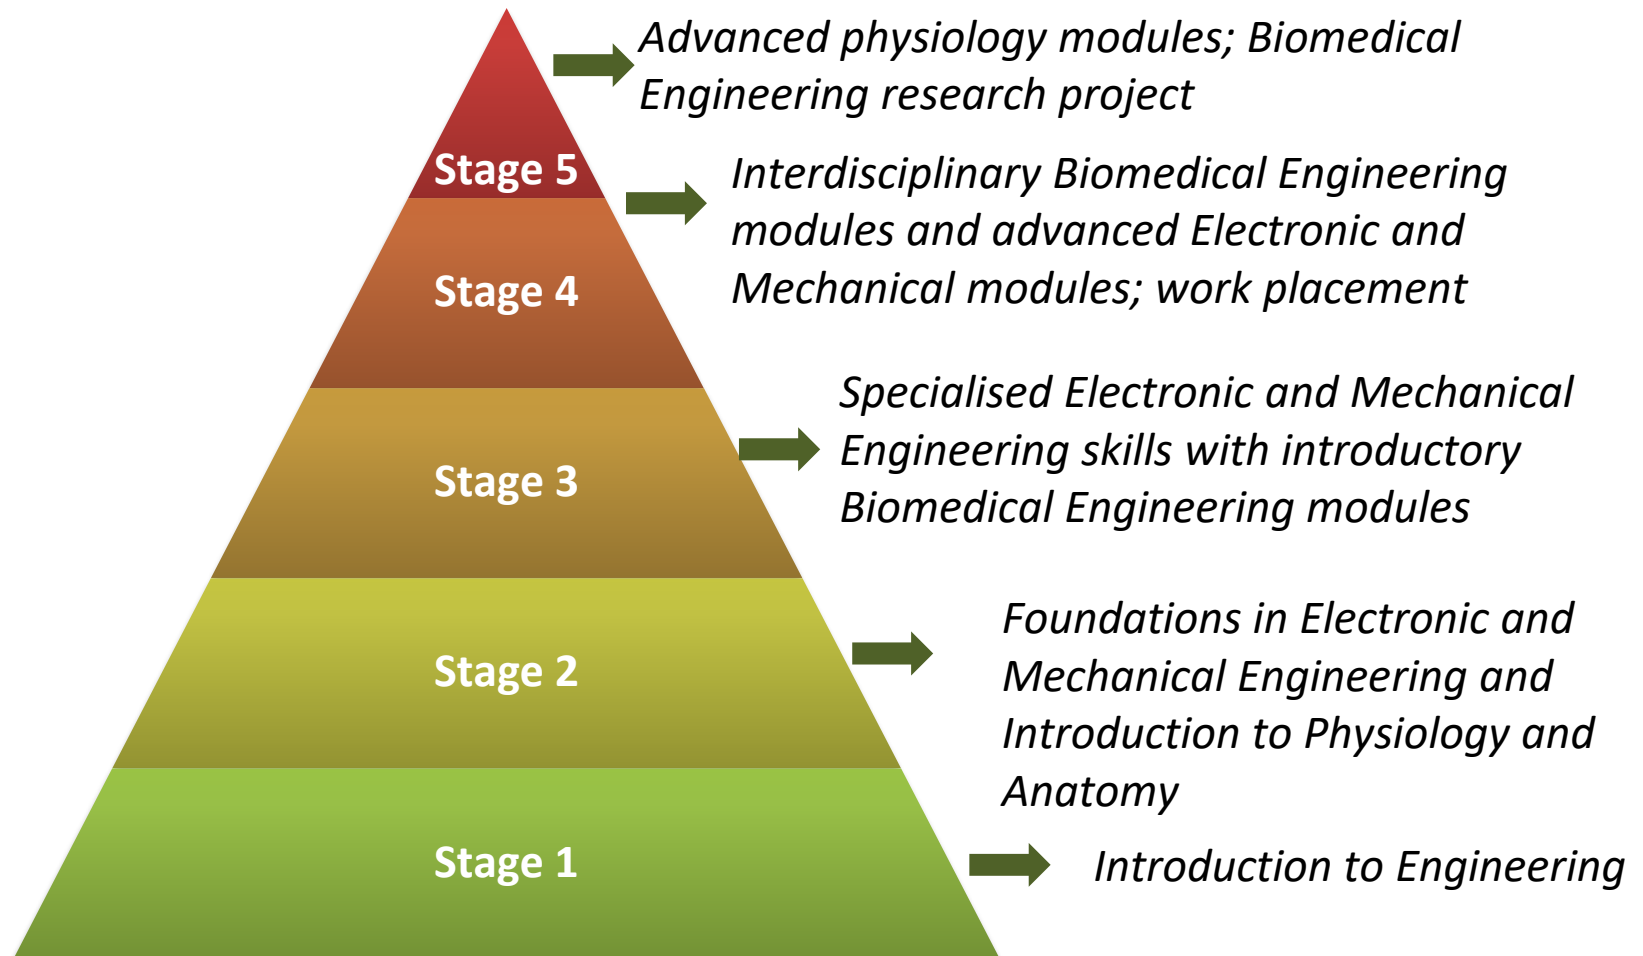 Advanced physiology modules; Biomedical
Engineering research project
Stage 5
Interdisciplinary Biomedical Engineering
modules and advanced Electronic and
Mechanical modules; work placement
Stage 4
Specialised Electronic and Mechanical
Engineering skills with introductory
Biomedical Engineering modules
Stage 3
Foundations in Electronic and
Mechanical Engineering and
Introduction to Physiology and
Anatomy
Stage 2
Stage 1
Introduction to Engineering